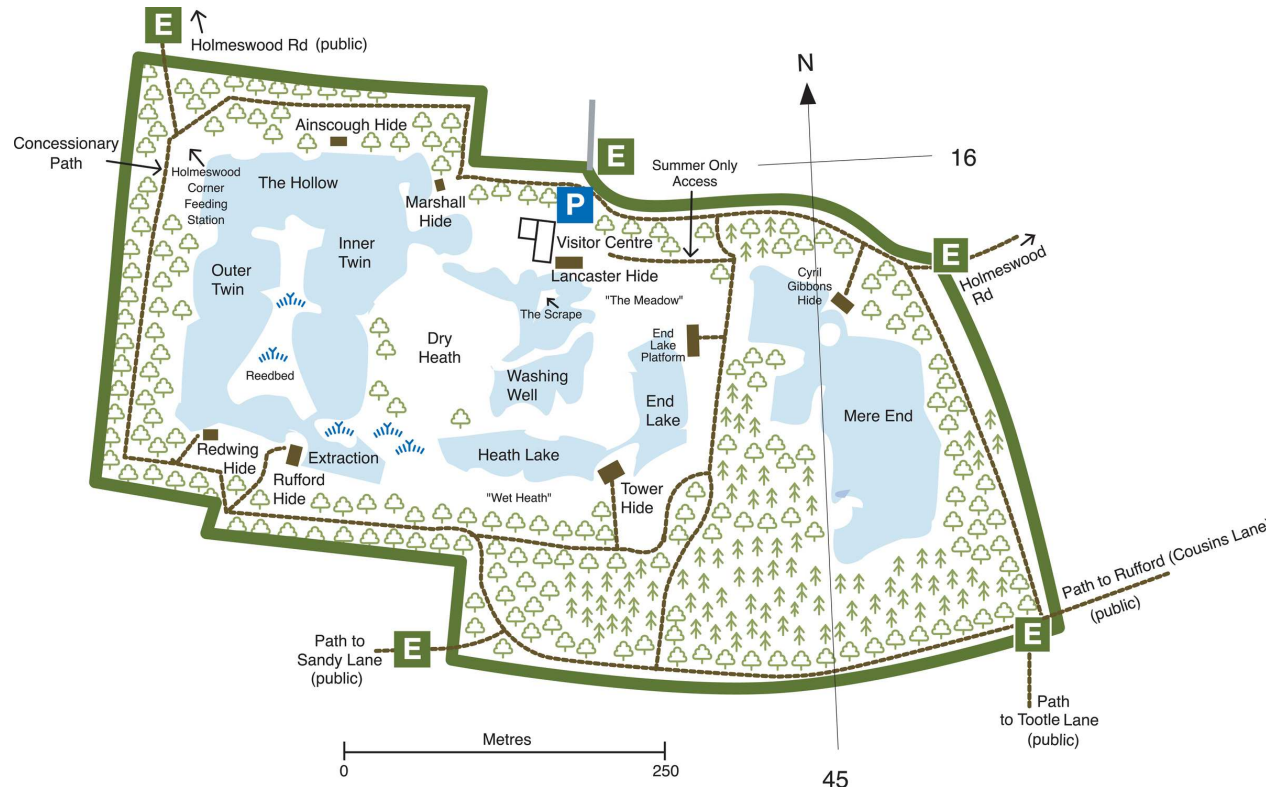 E
Holmeswood Rd (public)
N
Concessionary
Path
Ainscough Hide
E
Summer Only
Access
16
Holmeswood
Corner
Feeding
Station
The Hollow
Marshall
Hide
P
Visitor Centre
Lancaster Hide
Inner
Twin
Outer
Twin
E
Holmeswood
Rd
Cyril
Gibbons
Hide
"The Meadow"
The Scrape
Dry
Heath
End
Lake
Platform
Reedbed
Washing
Well
End
Lake
Mere End
Redwing
Hide
Rufford
Hide
Extraction
Heath Lake
"Wet Heath"
Tower
Hide
Path to Rufford (Cousins Lane)
(public)
Path to
Sandy Lane
(public)
E
E
Path
to Tootle Lane
(public)
Metres
0
250
45